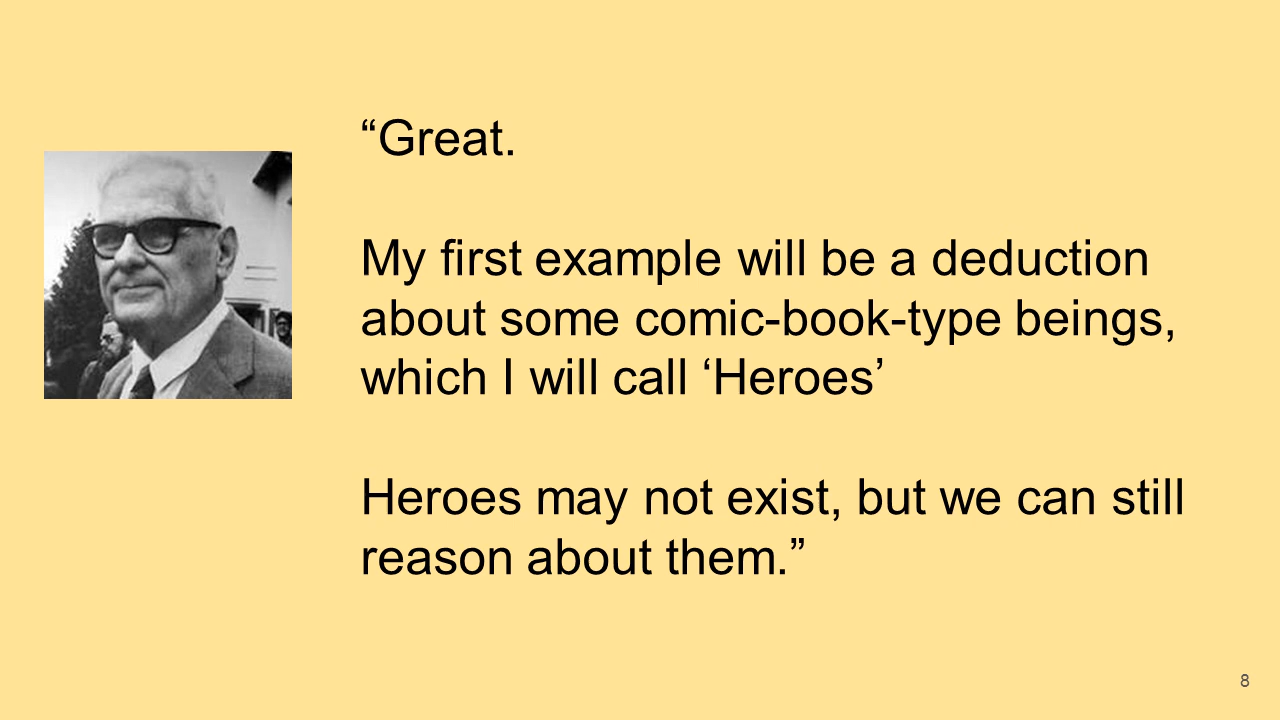 “Great.
My first example will be a deduction
about some comic-book-type beings,
which I will call ‘Heroes’
Heroes may not exist, but we can still
reason about them.”
8